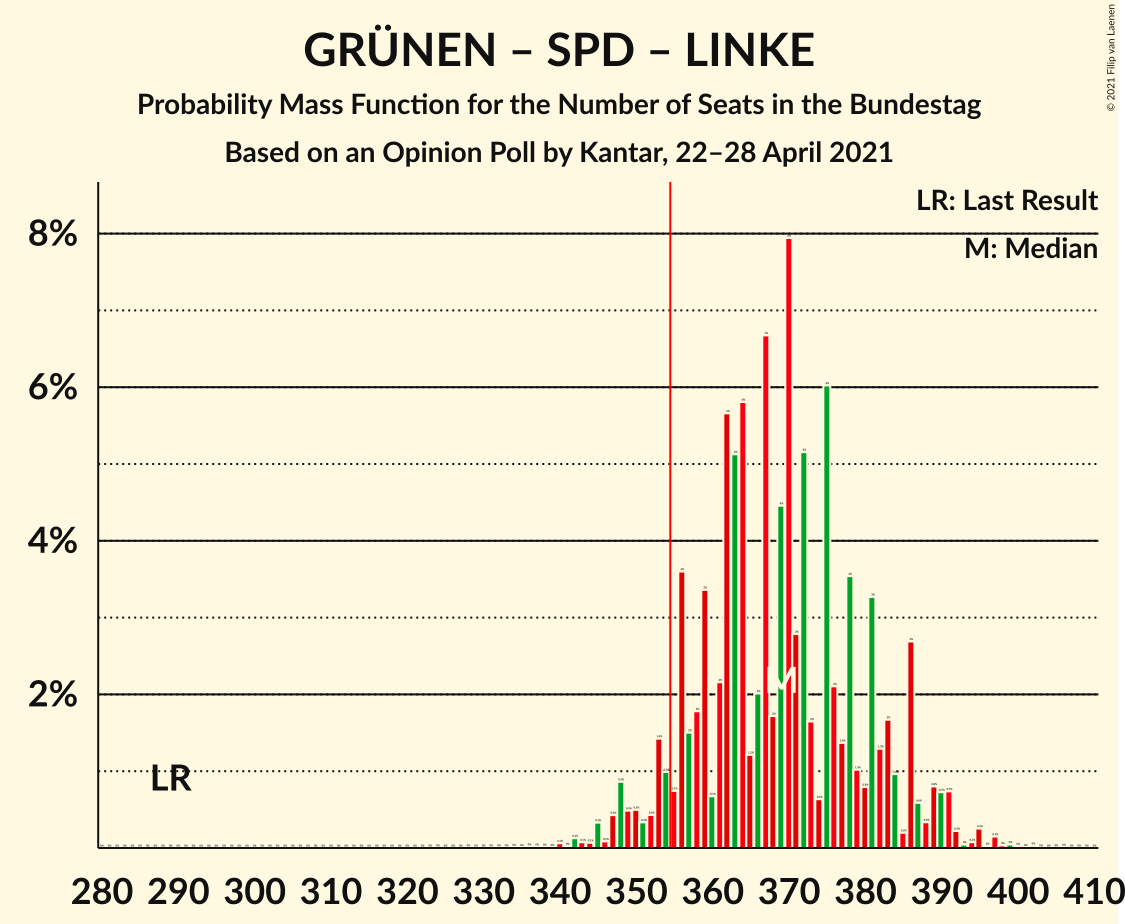 GRÜNEN – SPD – LINKE
Probability Mass Function for the Number of Seats in the Bundestag
Based on an Opinion Poll by Kantar, 22–28 April 2021
© 2021 Filip van Laenen
LR: Last Result
M: Median
8%
6%
4%
2%
LR
M
280 290 300 310 320 330 340 350 360 370 380 390 400 410